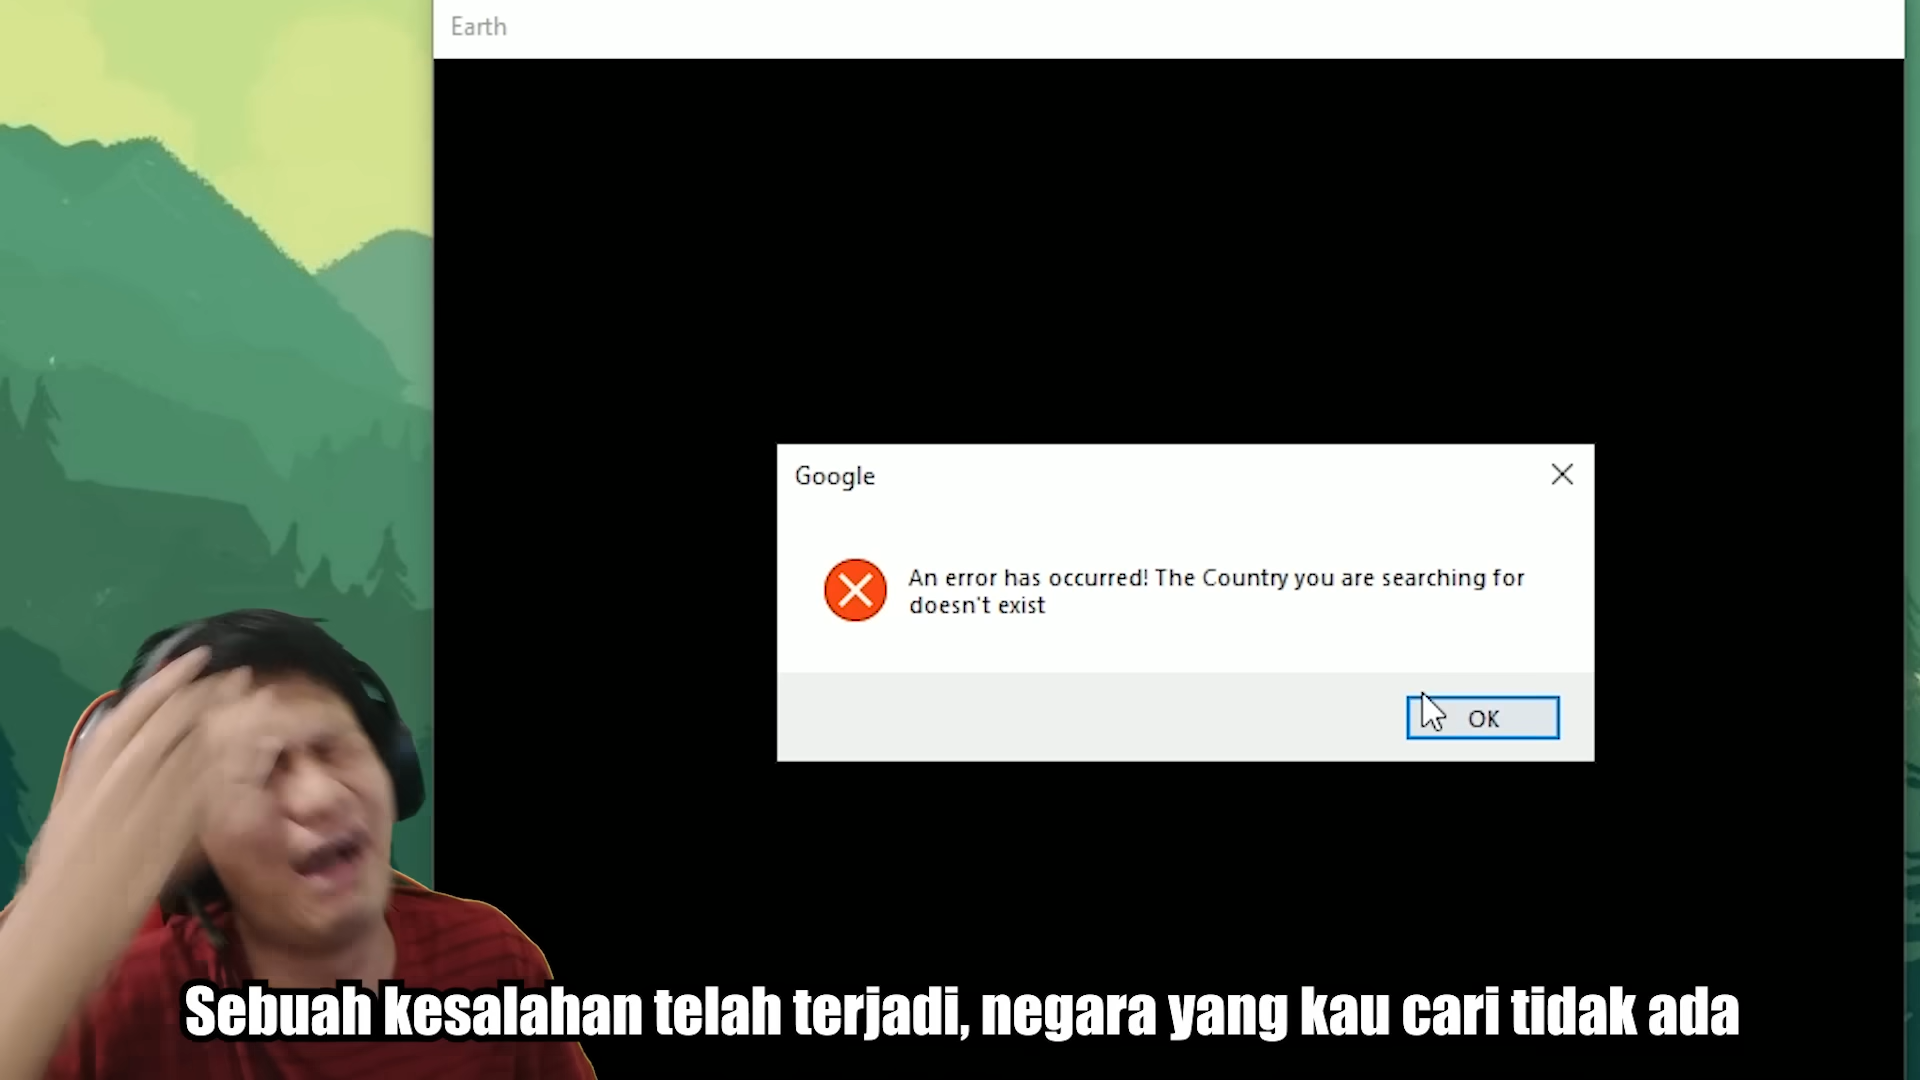 Earth
Google
An error has occurred! The Country you are searching for
doesn't exist
OK
Sebuah kesalahan telah terjadi, negara yang kau cari tidak ada